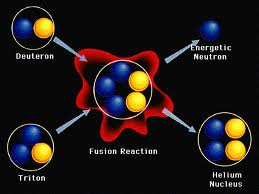 Deuteron
Energetic
Neutron
Triton
Fusion Reaction
Helium
Nucleus